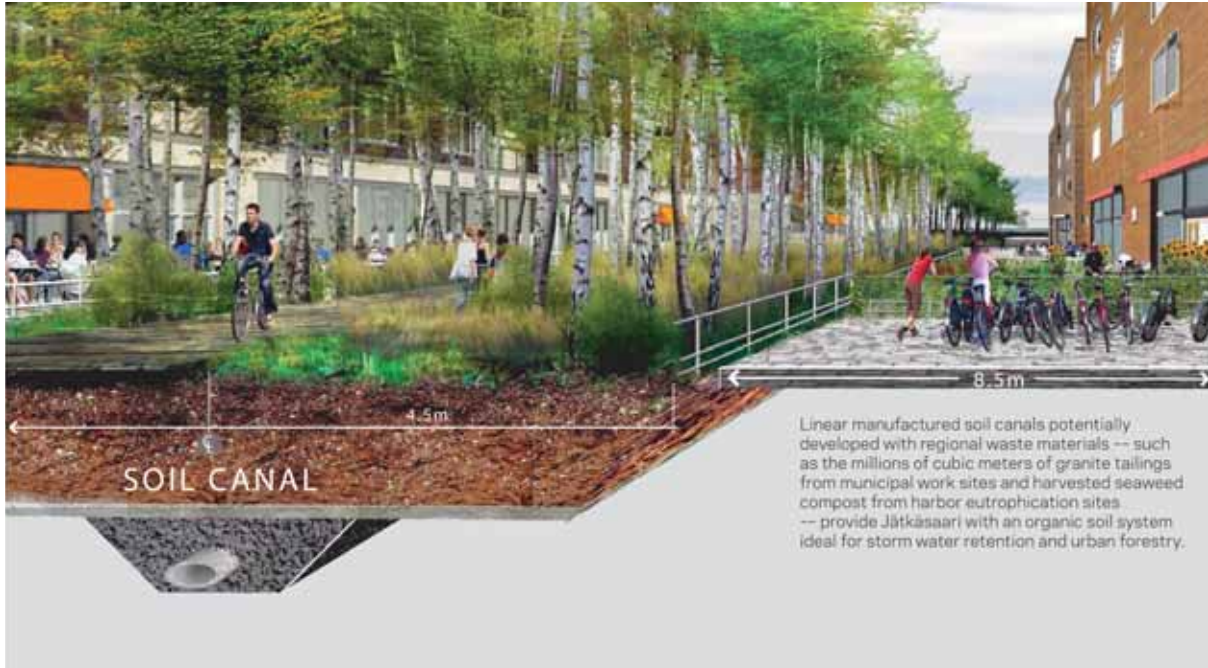 8.5m
4.5m
SOIL CANAL
Linear manufactured soil canals potentially
developed with regional waste materials -- such
as the millions of cubic meters of granite tailings
from municipal work sites and harvested seaweed
compost from harbor eutrophication sites
-- provide Jätkäsaari with an organic soil system
ideal for storm water retention and urban forestry.